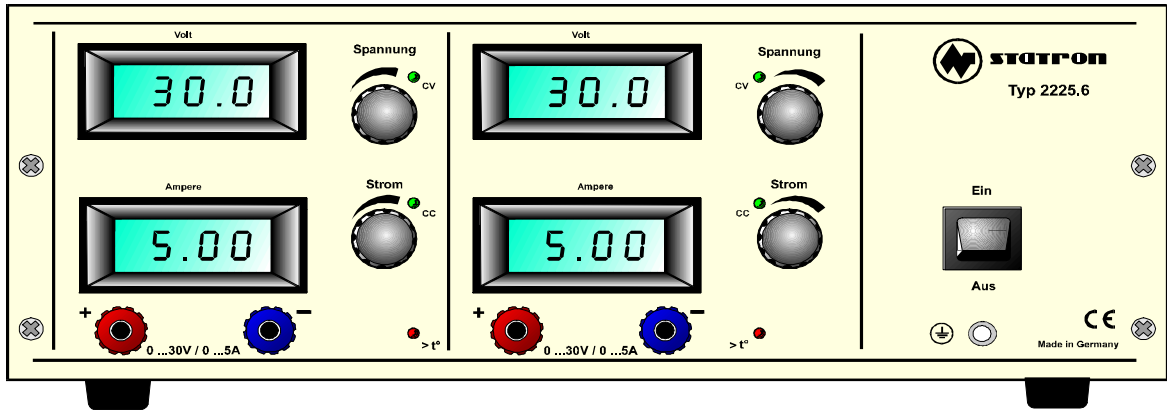 Volt
30.0
Spannung
CV
Ampere
5.00
Strom
CC
+
−
0 ...30V / 0 ...5A
> t°
Volt
30.0
Spannung
CV
Ampere
5.00
Strom
CC
+
−
0 ...30V / 0 ...5A
> t°
statron
Typ 2225.6
Ein
Aus
CE
Made in Germany